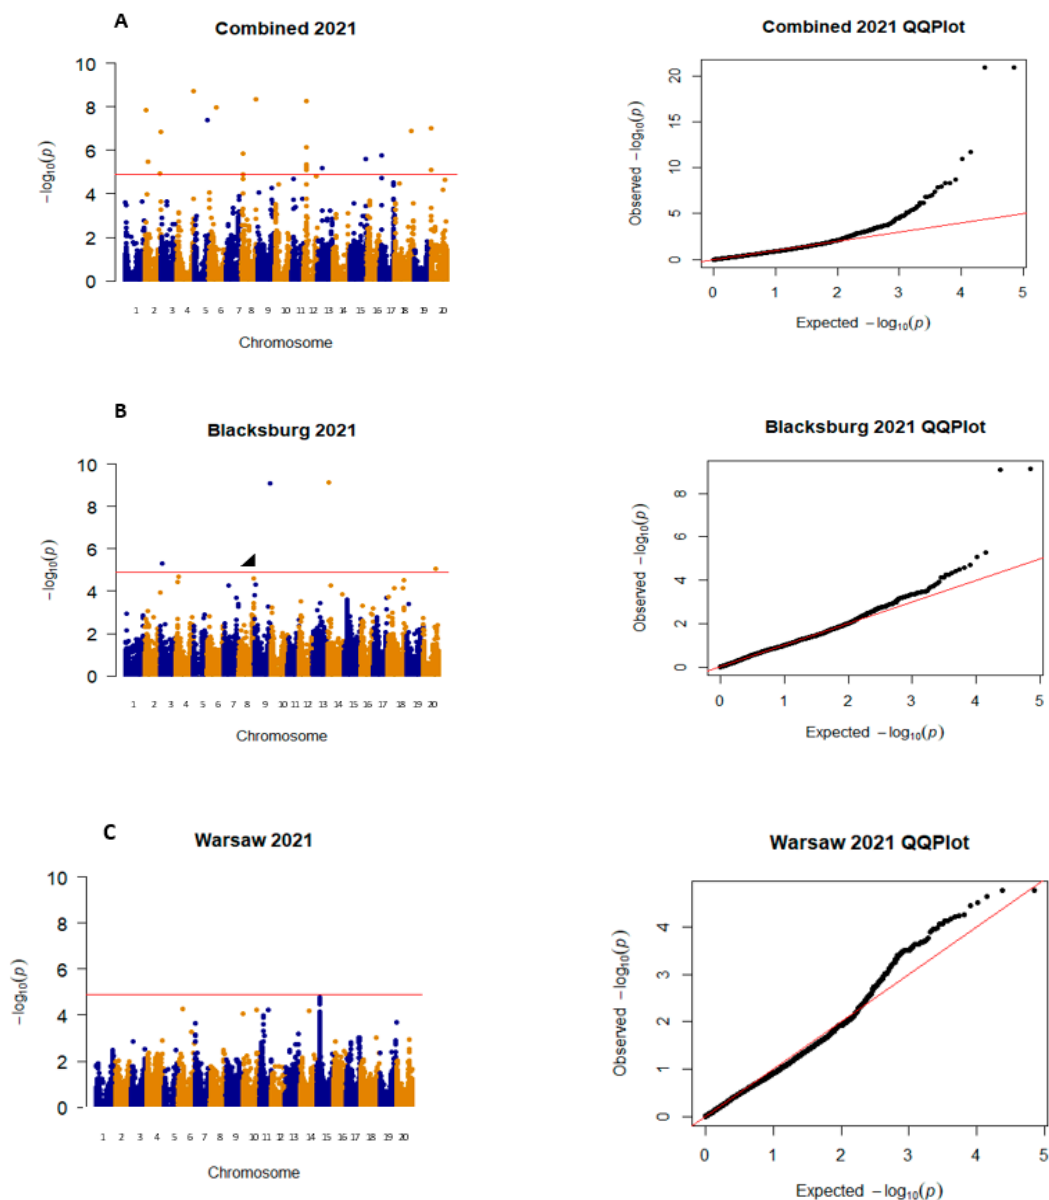 A
Combined 2021
10
8
6
4
2
0
−log10(p)
1 2 3 4 5 6 7 8 9 10 11 12 13 14 15 16 17 18 19 20
Chromosome
Combined 2021 QQPlot
20
15
10
5
0
Observed −log10(p)
0 1 2 3 4 5
Expected −log10(p)
B
Blacksburg 2021
10
8
6
4
2
0
−log10(p)
1 2 3 4 5 6 7 8 9 10 11 12 13 14 15 16 17 18 19 20
Chromosome
Blacksburg 2021 QQPlot
8
6
4
2
0
Observed −log10(p)
0 1 2 3 4 5
Expected −log10(p)
C
Warsaw 2021
10
8
6
4
2
0
−log10(p)
1 2 3 4 5 6 7 8 9 10 11 12 13 14 15 16 17 18 19 20
Chromosome
Warsaw 2021 QQPlot
4
3
2
1
0
Observed −log10(p)
0 1 2 3 4 5
Expected −log10(p)